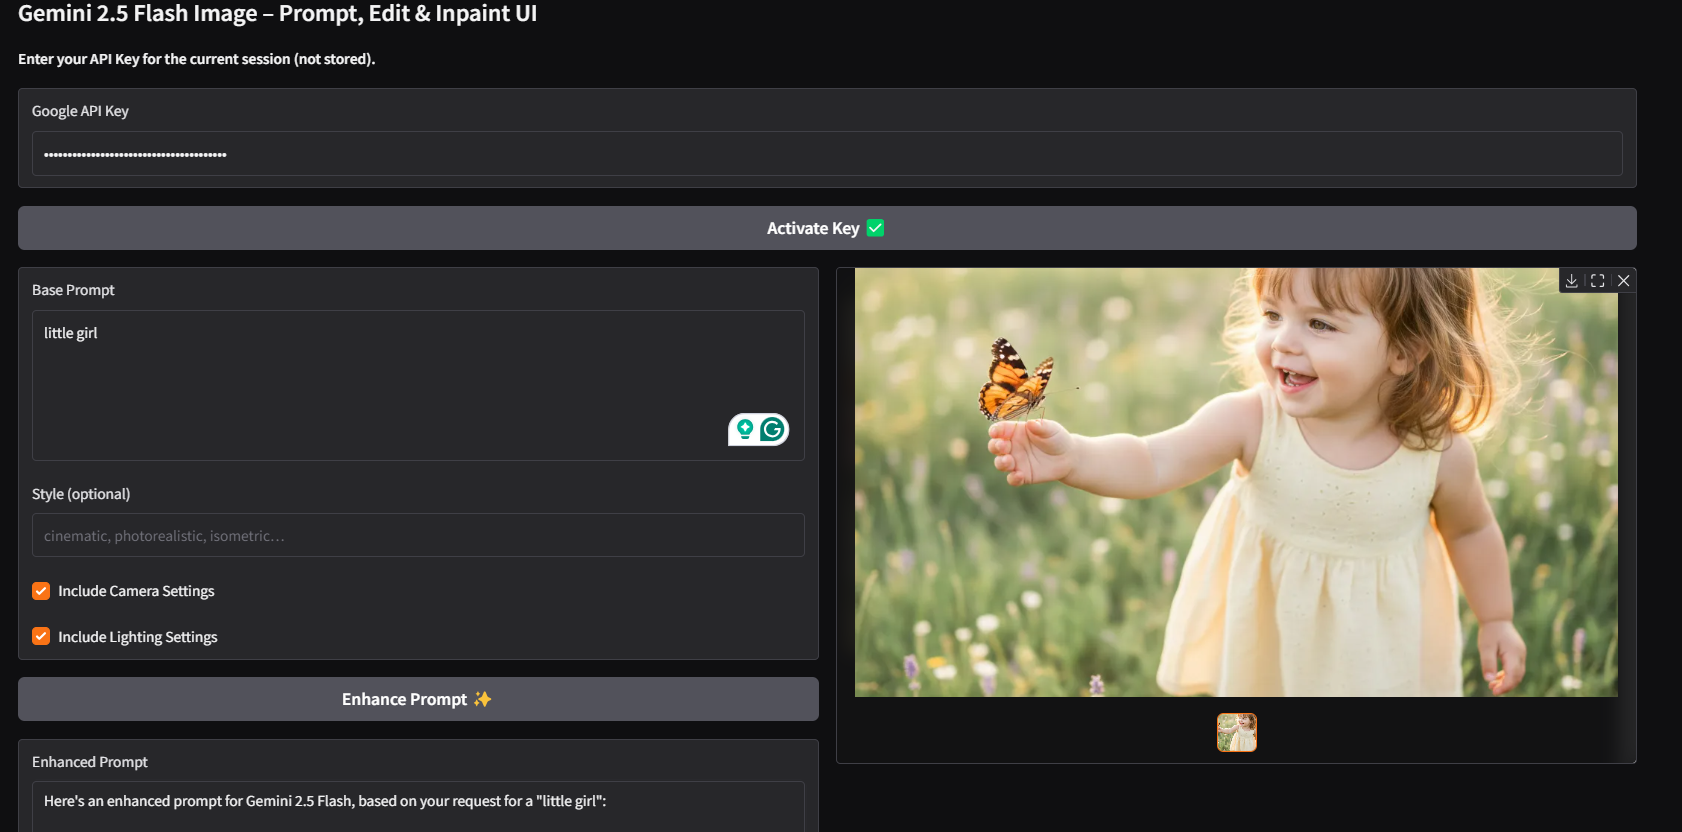 Gemini 2.5 Flash Image – Prompt, Edit & Inpaint UI
Enter your API Key for the current session (not stored).
Google API Key
••••••••••••••••••••••••••••••••••••••
Activate Key ✅
Base Prompt
little girl
Style (optional)
cinematic, photorealistic, isometric…
Include Camera Settings
Include Lighting Settings
Enhance Prompt ✨
Enhanced Prompt
Here's an enhanced prompt for Gemini 2.5 Flash, based on your request for a "little girl":